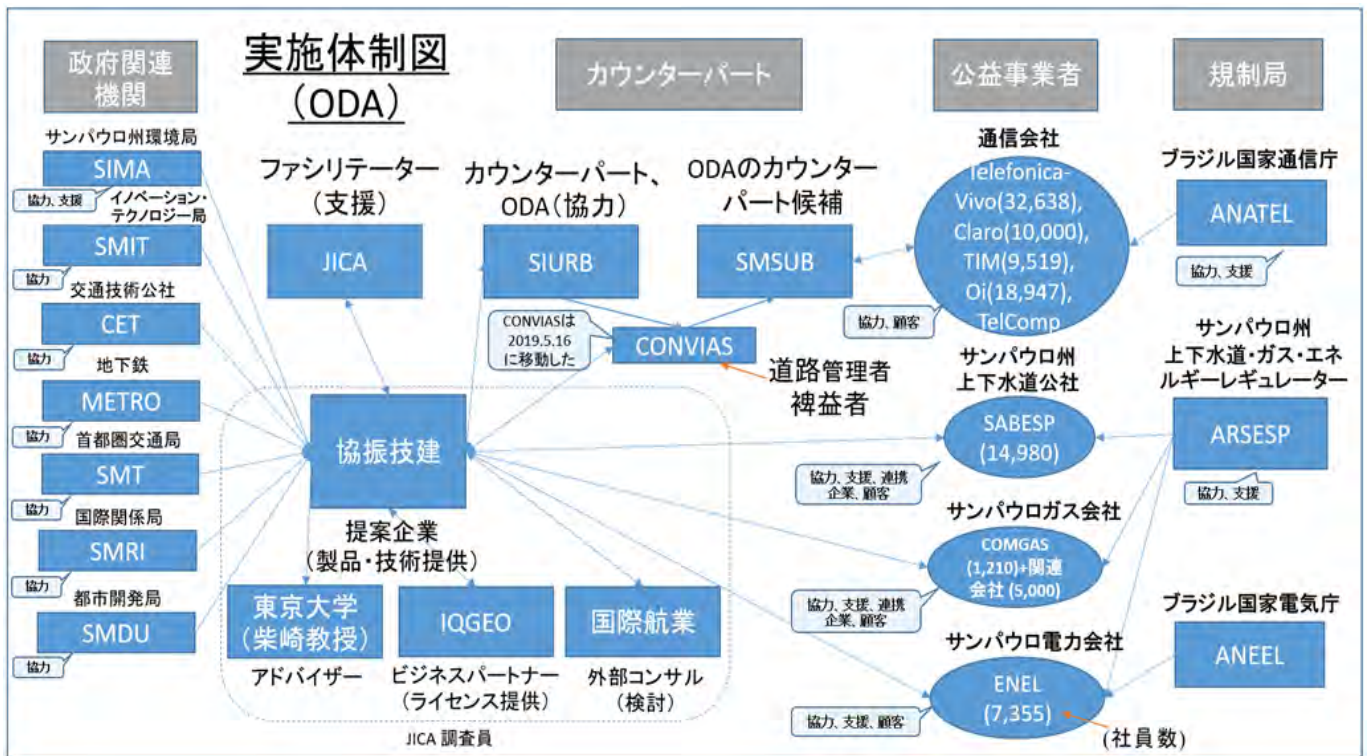 実施体制図
(ODA)
政府関連
機関
カウンターパート
公益事業者
規制局
サンパウロ州環境局
SIMA
協力、支援
イノベーション・
テクノロジー局
SMIT
協力
交通技術公社
CET
協力
地下鉄
METRO
協力
首都圏交通局
SMT
協力
国際関係局
SMRI
協力
都市開発局
SMDU
協力
ファシリテーター
(支援)
JICA
カウンターパート、
ODA(協力)
SIURB
ODAのカウンター
パート候補
SMSUB
CONVIASは
2019.5.16
に移動した
CONVIAS
道路管理者
裨益者
協振技建
提案企業
(製品・技術提供)
東京大学
(柴崎教授)
アドバイザー
IQGEO
ビジネスパートナー
(ライセンス提供)
国際航業
外部コンサル
(検討)
JICA 調査員
通信会社
Telefonica-
Vivo(32,638),
Claro(10,000),
TIM(9,519),
Oi(18,947),
TelComp
協力、顧客
サンパウロ州
上下水道公社
SABESP
(14,980)
協力、支援、連携
企業、顧客
サンパウロガス会社
COMGAS
(1,210)+関連
会社(5,000)
協力、支援、連携
企業、顧客
サンパウロ電力会社
ENEL
(7,355)
協力、支援、顧客
(社員数)
ブラジル国家通信庁
ANATEL
協力、支援
サンパウロ州
上下水道・ガス・エネ
ルギーレギュレーター
ARSESP
協力、支援
ブラジル国家電気庁
ANEEL